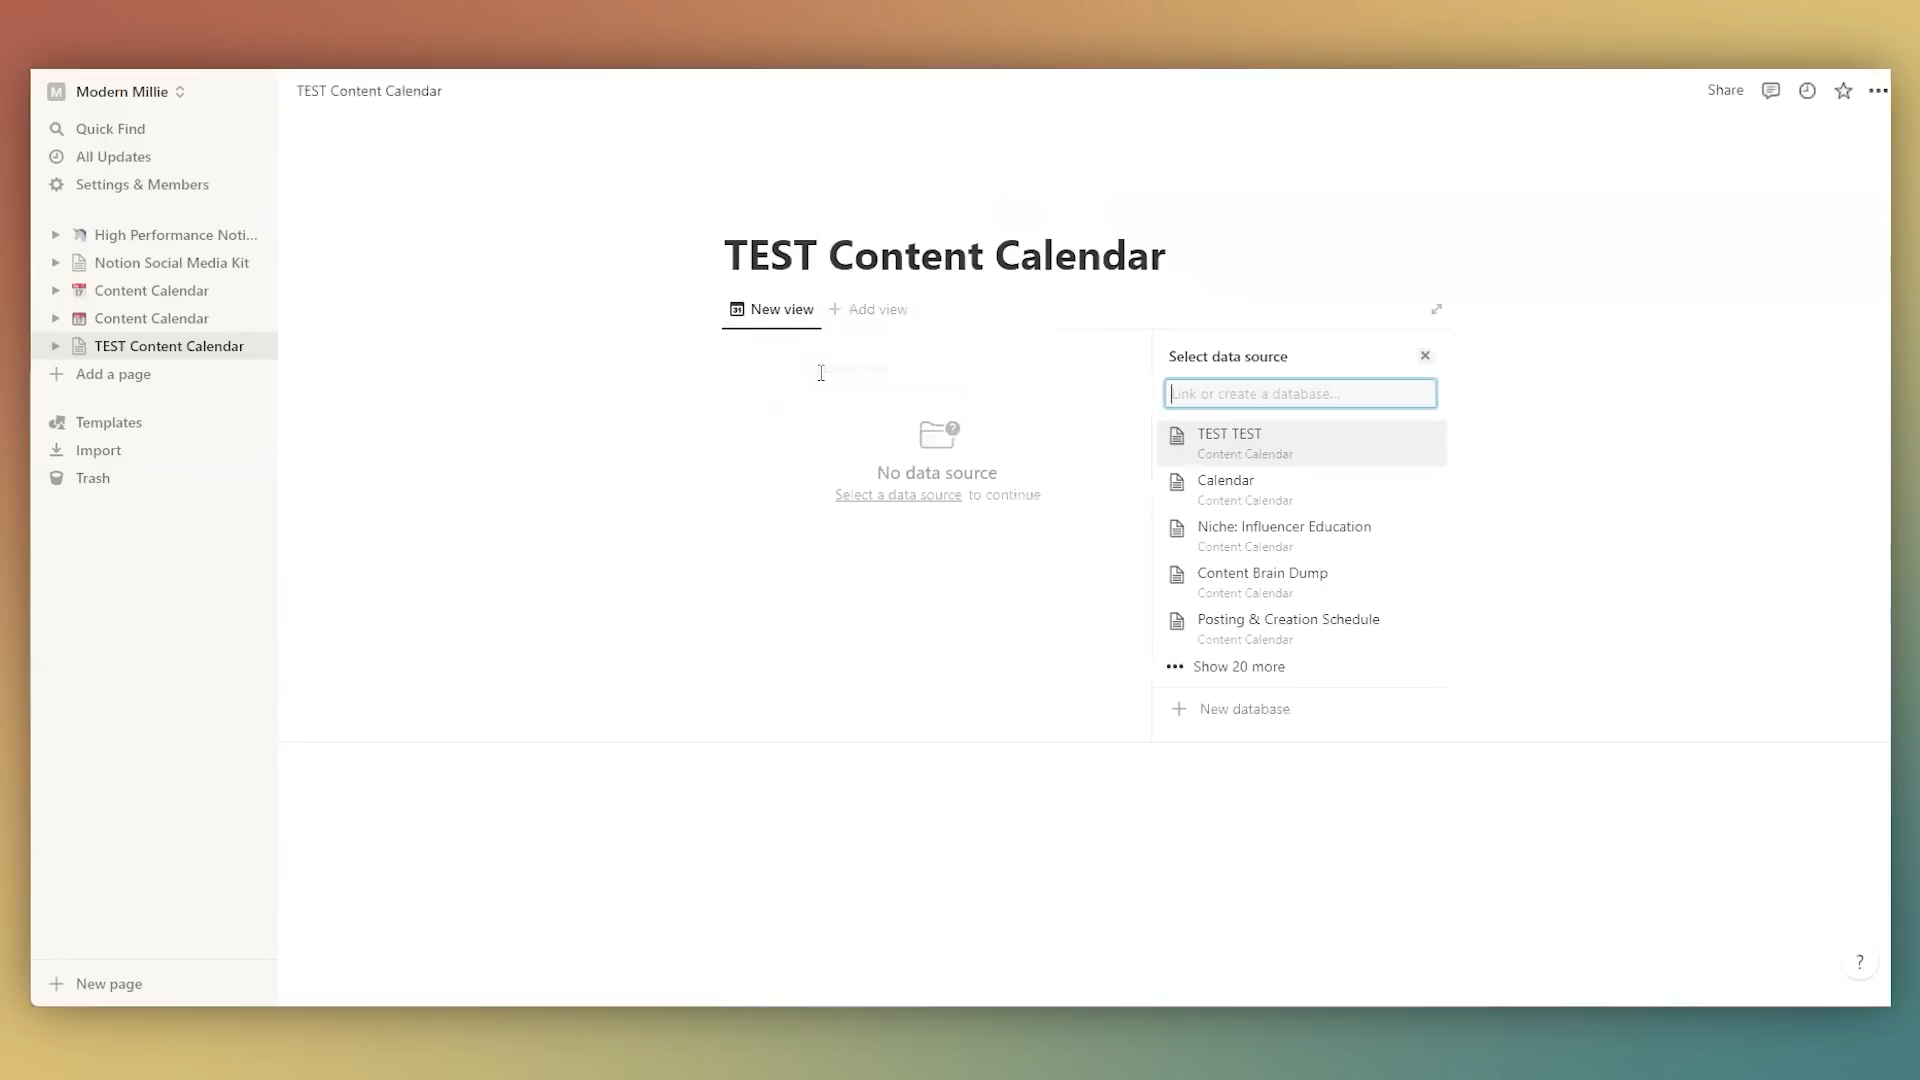 M Modern Millie
Quick Find
All Updates
Settings & Members
High Performance Noti...
Notion Social Media Kit
17 Content Calendar
Content Calendar
TEST Content Calendar
Add a page
Templates
Import
Trash
New page
TEST Content Calendar
Share
TEST Content Calendar
31 New view
+ Add view
No data source
Select a data source to continue
Select data source
Link or create a database...
TEST TEST
Content Calendar
Calendar
Content Calendar
Niche: Influencer Education
Content Calendar
Content Brain Dump
Content Calendar
Posting & Creation Schedule
Content Calendar
••• Show 20 more
+ New database
?